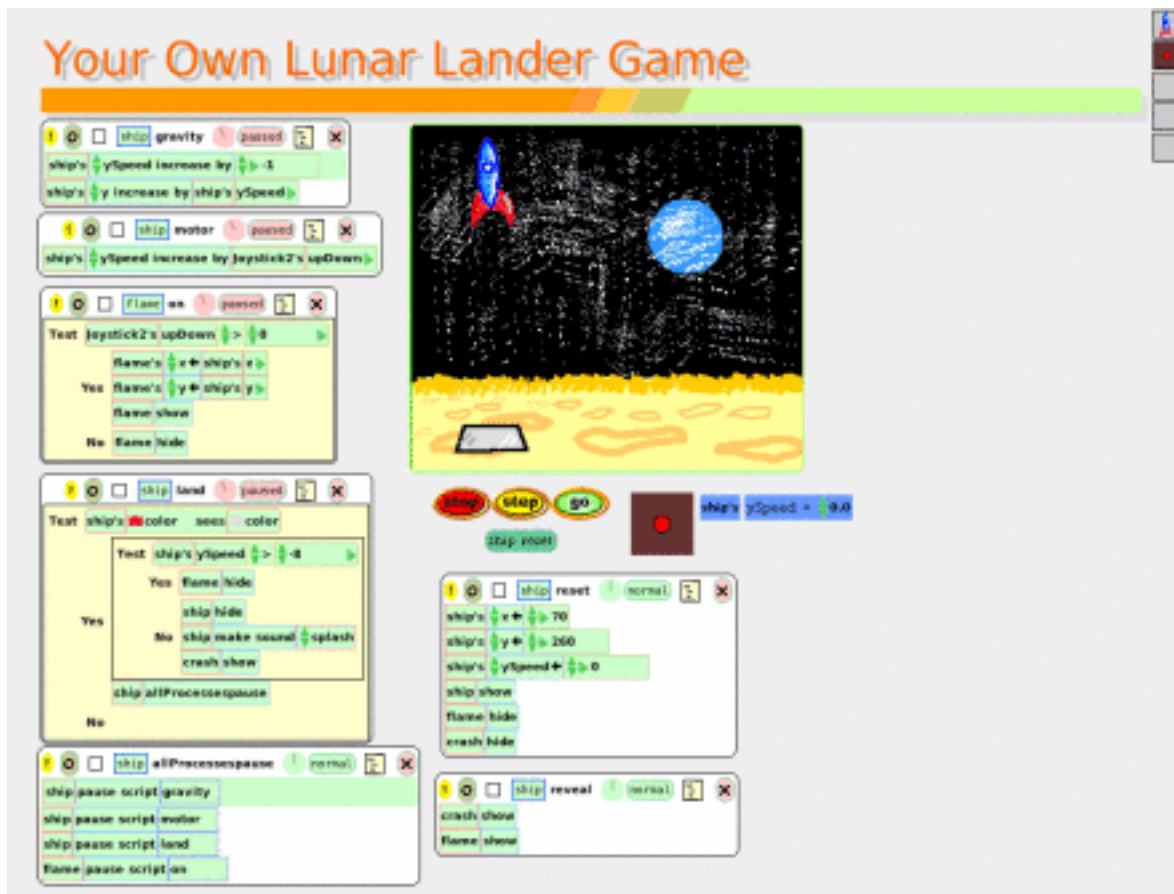 Your Own Lunar Lander Game
! ship gravity paused
ship's ySpeed increase by -1
ship's y increase by ship's ySpeed
! ship motor paused
ship's ySpeed increase by Joystick2's upDown
! flame on paused
Test Joystick2's upDown > 0
flame's x ← ship's x
Yes flame's y ← ship's y
flame show
No flame hide
! ship land paused
Test ship's color sees color
Test ship's ySpeed > -8
Yes flame hide
ship hide
Yes
No ship make sound splash
crash show
ship allProcessespause
No
! ship allProcessespause normal
ship pause script gravity
ship pause script motor
ship pause script land
flame pause script on
stop step go
ship's ySpeed = 0.0
ship reset
! ship reset normal
ship's x ← 70
ship's y ← 260
ship's ySpeed ← 0
ship show
flame hide
crash hide
! ship reveal normal
crash show
flame show